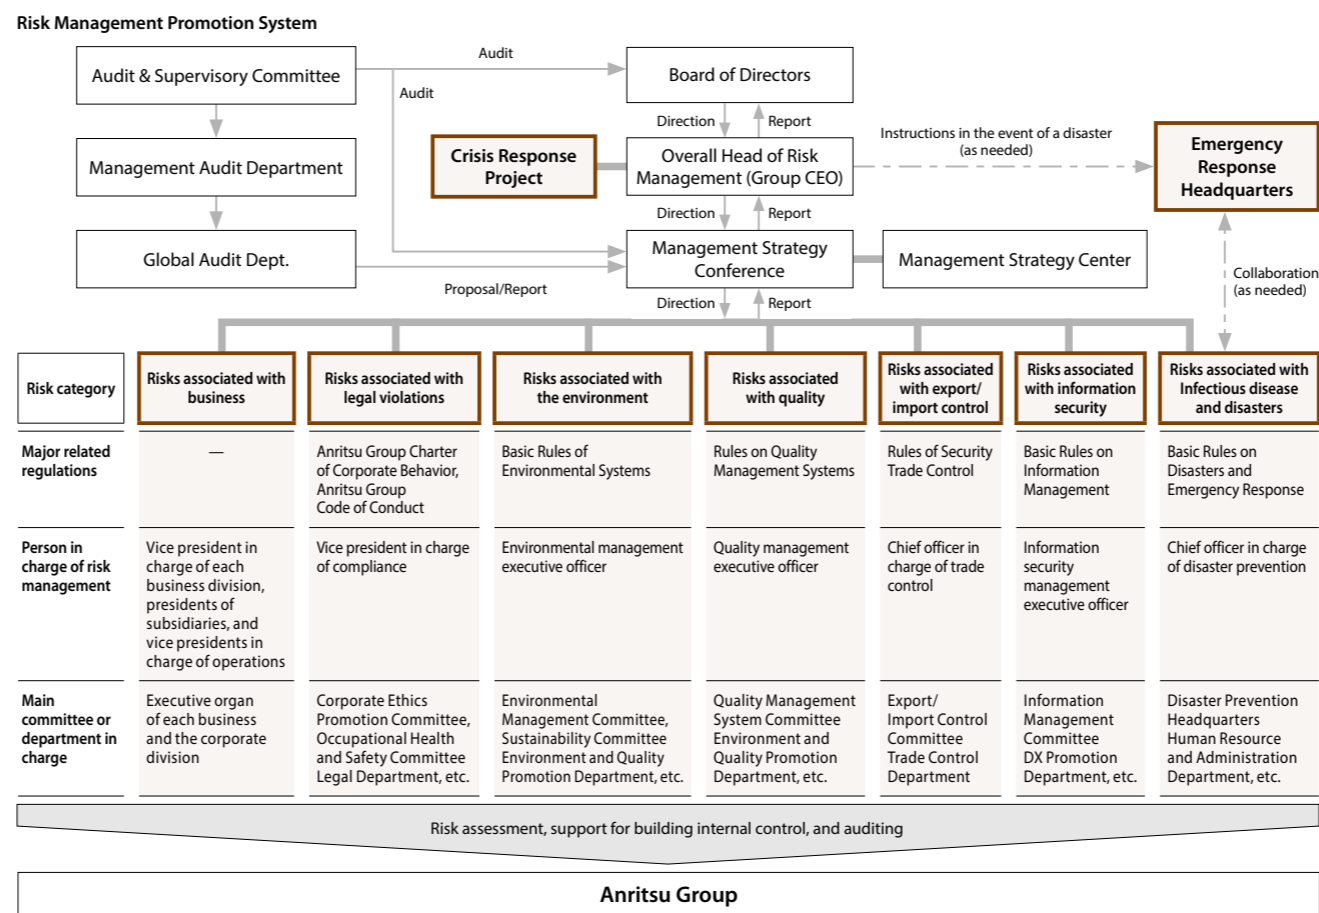 Risk Management Promotion System
Audit & Supervisory Committee
Audit
Board of Directors
Audit
Direction
Report
Management Audit Department
Crisis Response
Project
Overall Head of Risk
Management (Group CEO)
Instructions in the event of a disaster
(as needed)
Emergency
Response
Headquarters
Direction
Report
Global Audit Dept.
Management Strategy
Conference
Management Strategy Center
Proposal/Report
Collaboration
(as needed)
Direction
Report
Risk category
Risks associated with
business
Risks associated with
legal violations
Risks associated with
the environment
Risks associated
with quality
Risks associated
with export/
import control
Risks associated
with information
security
Risks associated with
Infectious disease
and disasters
Major related
regulations
—
Anritsu Group Charter
of Corporate Behavior,
Anritsu Group
Code of Conduct
Basic Rules of
Environmental Systems
Rules on Quality
Management Systems
Rules of Security
Trade Control
Basic Rules on
Information
Management
Basic Rules on
Disasters and
Emergency Response
Person in
charge of risk
management
Vice president in
charge of each
business division,
presidents of
subsidiaries, and
vice presidents in
charge of operations
Vice president in charge
of compliance
Environmental management
executive officer
Quality management
executive officer
Chief officer in
charge of trade
control
Information
security
management
executive officer
Chief officer in charge
of disaster prevention
Main
committee or
department in
charge
Executive organ
of each business
and the corporate
division
Corporate Ethics
Promotion Committee,
Occupational Health
and Safety Committee
Legal Department, etc.
Environmental
Management Committee,
Sustainability Committee
Environment and Quality
Promotion Department, etc.
Quality Management
System Committee
Environment and
Quality Promotion
Department, etc.
Export/
Import Control
Committee
Trade Control
Department
Information
Management
Committee
DX Promotion
Department, etc.
Disaster Prevention
Headquarters
Human Resource
and Administration
Department, etc.
Risk assessment, support for building internal control, and auditing
Anritsu Group